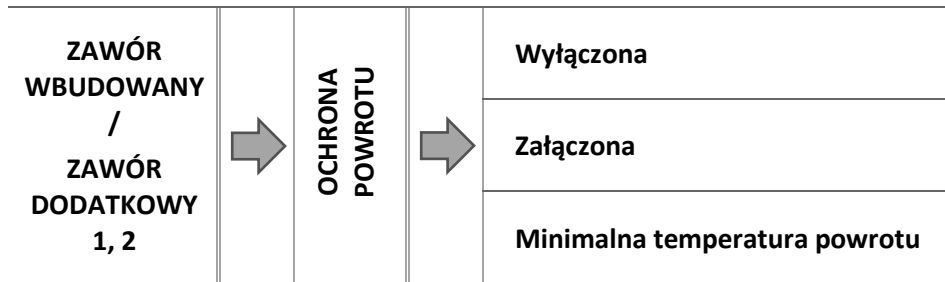 ZAWÓR
WBUDOWANY
/
ZAWÓR
DODATKOWY
1, 2
OCHRONA
POWROTU
Wyłączona
Załączona
Minimalna temperatura powrotu